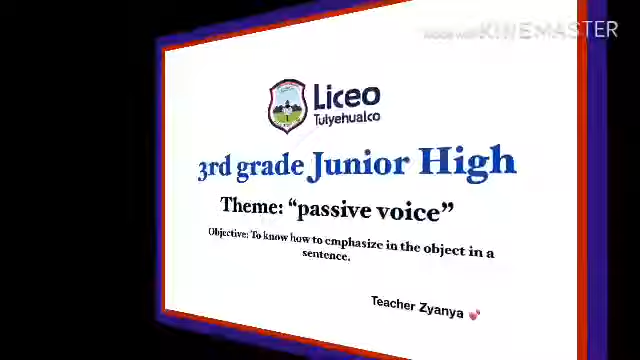 Made with KINEMASTER
Liceo
Tulyehualco
3rd grade Junior High
Theme: “passive voice”
Objective: To know how to emphasize in the object in a
sentence.
Teacher Zyanya 💕